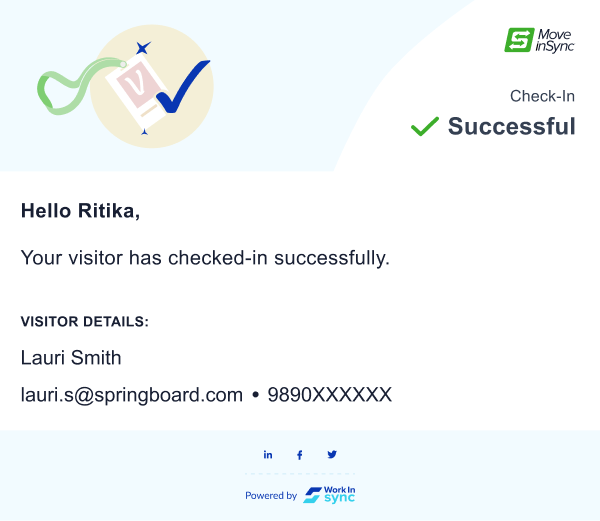 Move
inSync
Check-In
Successful
V
Hello Ritika,
Your visitor has checked-in successfully.
VISITOR DETAILS:
Lauri Smith
lauri.s@springboard.com • 9890XXXXXX
in f
Powered by WorkIn
sync